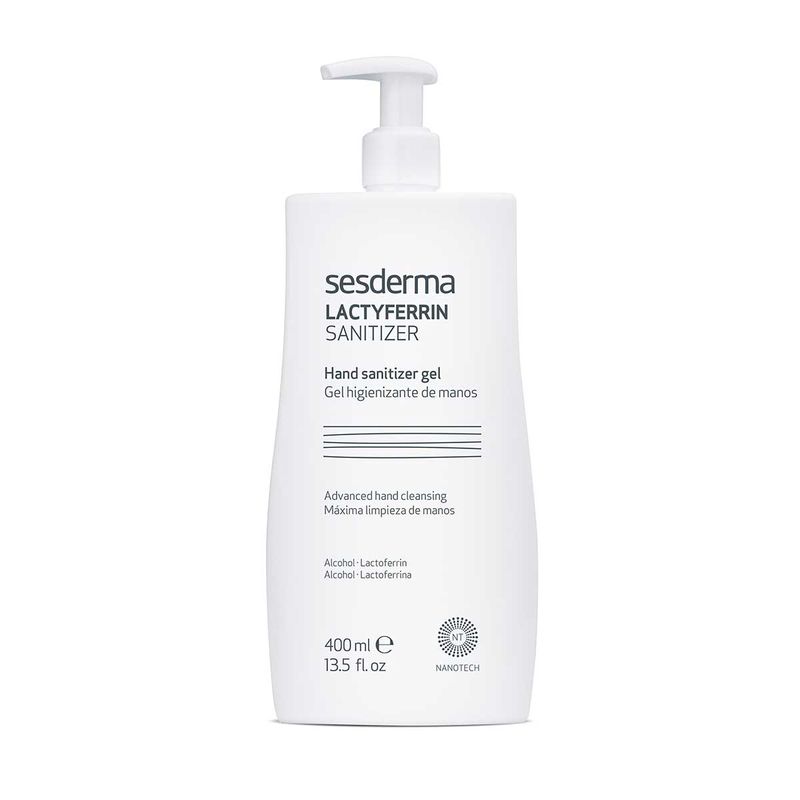 sesderma
LACTYFERRIN
SANITIZER
Hand sanitizer gel
Gel higienizante de manos
Advanced hand cleansing
Máxima limpieza de manos
Alcohol · Lactoferrin
Alcohol · Lactoferrina
400 ml ℮
13.5 fl. oz
NT
NANOTECH